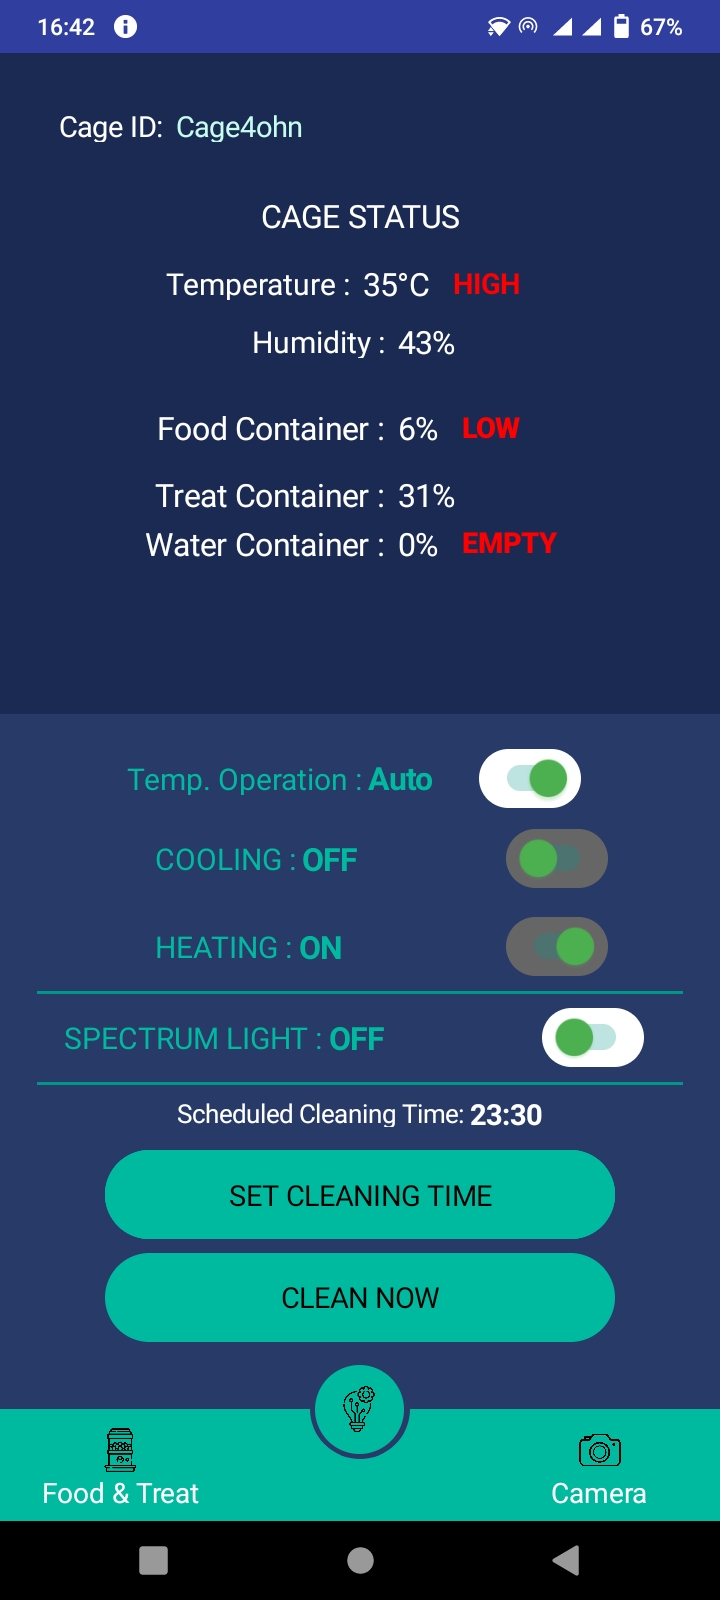 16:42 67%
Cage ID: Cage4ohn
CAGE STATUS
Temperature : 35°C HIGH
Humidity : 43%
Food Container : 6% LOW
Treat Container : 31%
Water Container : 0% EMPTY
Temp. Operation : Auto
COOLING : OFF
HEATING : ON
SPECTRUM LIGHT : OFF
Scheduled Cleaning Time: 23:30
SET CLEANING TIME
CLEAN NOW
Food & Treat Camera